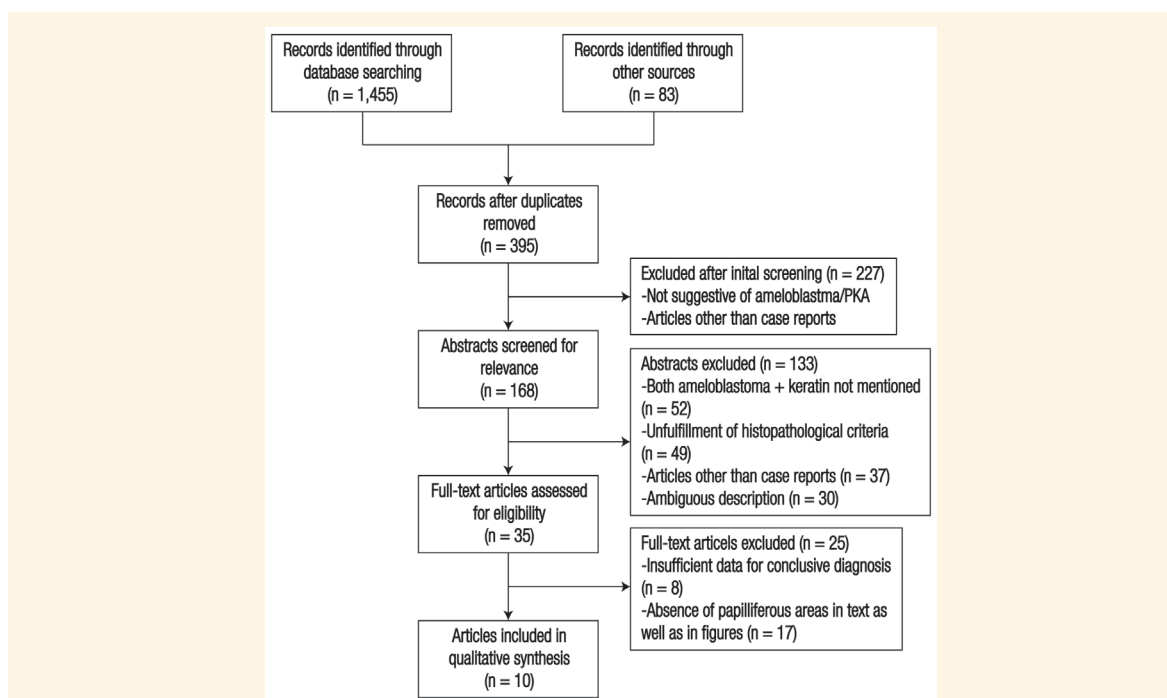 Records identified through
database searching
(n = 1,455)
Records identified through
other sources
(n = 83)
Records after duplicates
removed
(n = 395)
Excluded after inital screening (n = 227)
-Not suggestive of ameloblastma/PKA
-Articles other than case reports
Abstracts screened for
relevance
(n = 168)
Abstracts excluded (n = 133)
-Both ameloblastoma + keratin not mentioned
(n = 52)
-Unfulfillment of histopathological criteria
(n = 49)
-Articles other than case reports (n = 37)
-Ambiguous description (n = 30)
Full-text articles assessed
for eligibility
(n = 35)
Full-text articels excluded (n = 25)
-Insufficient data for conclusive diagnosis
(n = 8)
-Absence of papilliferous areas in text as
well as in figures (n = 17)
Articles included in
qualitative synthesis
(n = 10)